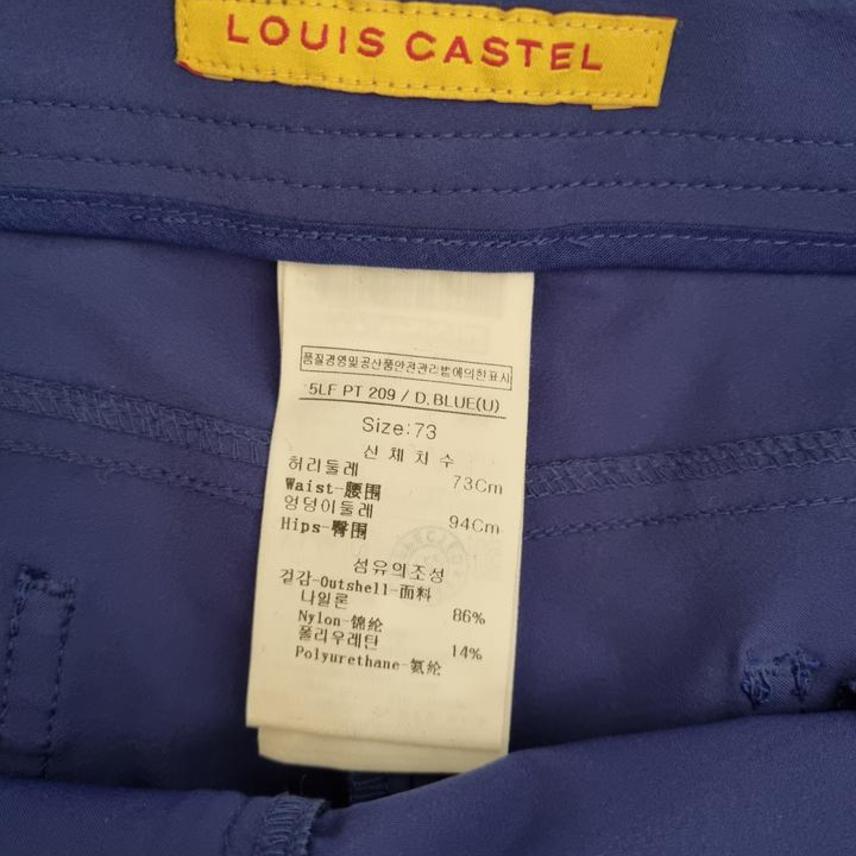 LOUIS CASTEL
품질경영및공산품안전관리법에의한표시
5LF PT 209 / D.BLUE(U)
Size:73
신체치수
허리둘레
Waist-腰围 73Cm
엉덩이둘레
Hips-臀围 94Cm
섬유의조성
겉감-Outshell-面料
나일론
Nylon-锦纶 86%
폴리우레탄
Polyurethane-氨纶 14%